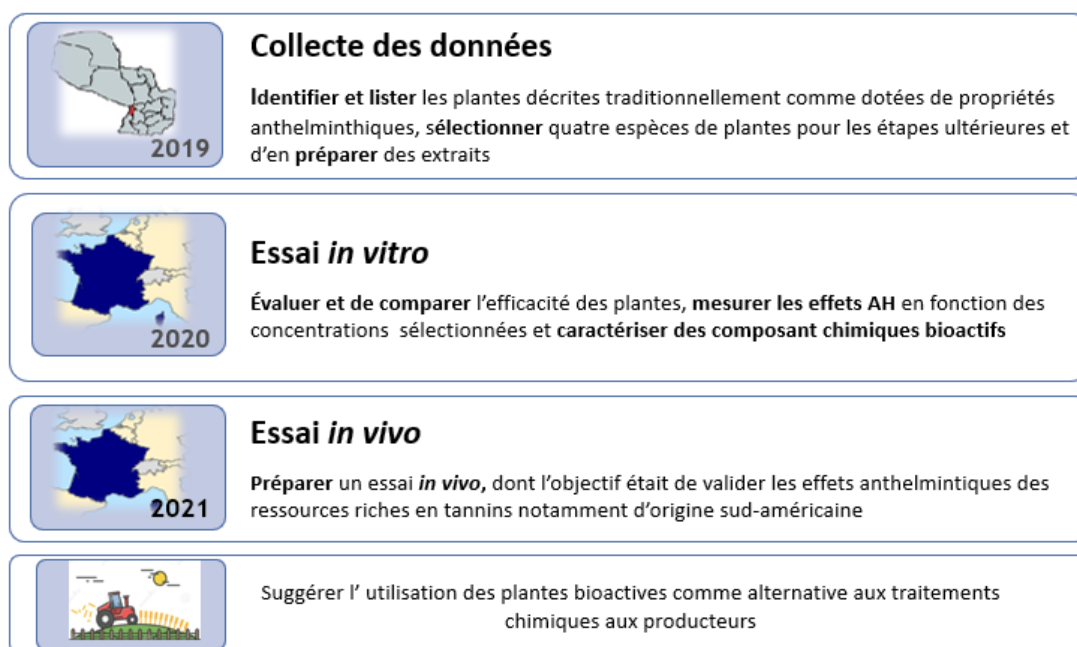 Collecte des données
Identifier et lister les plantes décrites traditionnellement comme dotées de propriétés
anthelminthiques, sélectionner quatre espèces de plantes pour les étapes ultérieures et
d'en préparer des extraits
2019
Essai in vitro
Évaluer et de comparer l'efficacité des plantes, mesurer les effets AH en fonction des
concentrations sélectionnées et caractériser des composant chimiques bioactifs
2020
Essai in vivo
Préparer un essai in vivo, dont l'objectif était de valider les effets anthelmintiques des
ressources riches en tannins notamment d'origine sud-américaine
2021
Suggérer l' utilisation des plantes bioactives comme alternative aux traitements
chimiques aux producteurs